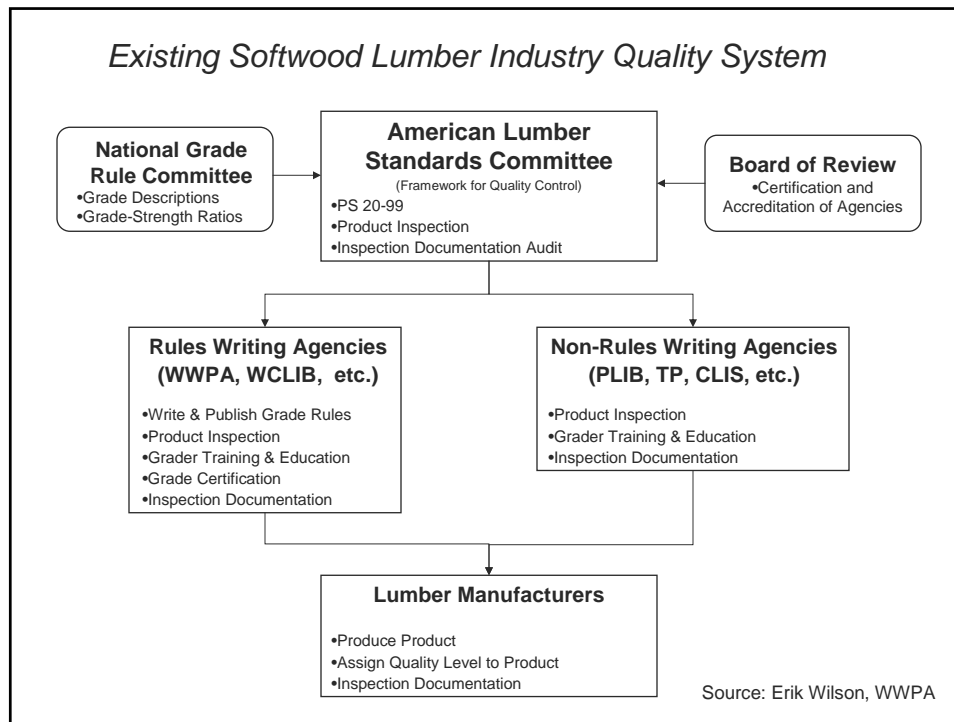 Existing Softwood Lumber Industry Quality System
National Grade
Rule Committee
•Grade Descriptions
•Grade-Strength Ratios
American Lumber
Standards Committee
(Framework for Quality Control)
•PS 20-99
•Product Inspection
•Inspection Documentation Audit
Board of Review
•Certification and
Accreditation of Agencies
Rules Writing Agencies
(WWPA, WCLIB, etc.)
•Write & Publish Grade Rules
•Product Inspection
•Grader Training & Education
•Grade Certification
•Inspection Documentation
Non-Rules Writing Agencies
(PLIB, TP, CLIS, etc.)
•Product Inspection
•Grader Training & Education
•Inspection Documentation
Lumber Manufacturers
•Produce Product
•Assign Quality Level to Product
•Inspection Documentation
Source: Erik Wilson, WWPA